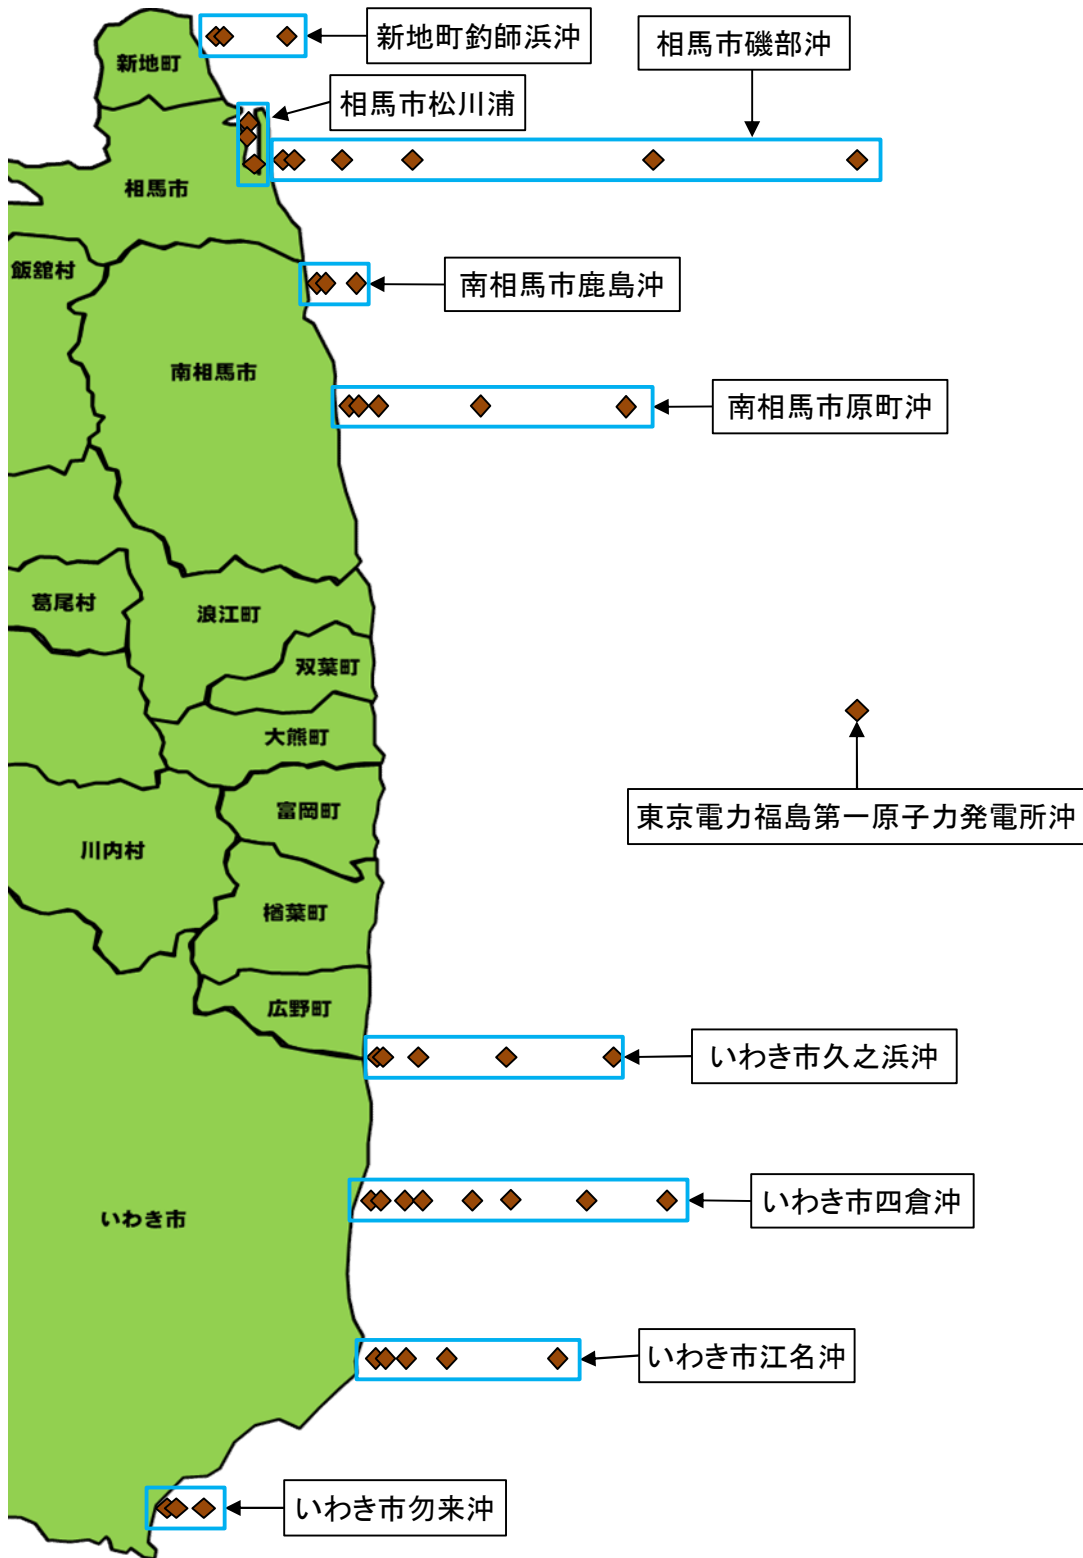 新地町釣師浜沖
相馬市磯部沖
新地町
相馬市松川浦
相馬市
飯舘村
南相馬市鹿島沖
南相馬市
南相馬市原町沖
葛尾村
浪江町
双葉町
大熊町
富岡町
東京電力福島第一原子力発電所沖
川内村
楢葉町
広野町
いわき市久之浜沖
いわき市四倉沖
いわき市
いわき市江名沖
いわき市勿来沖